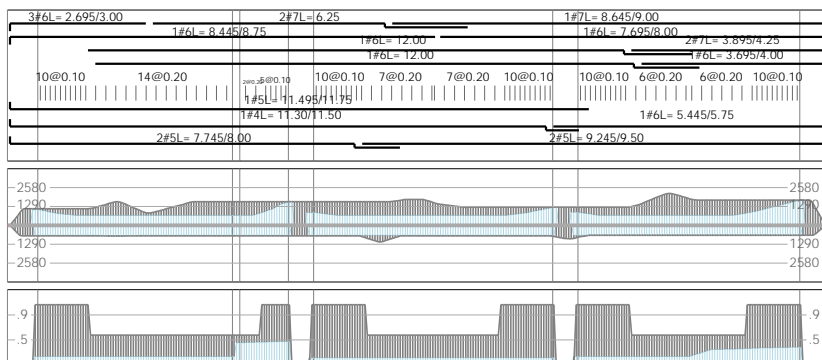 3#6L= 2.695/3.00 2#7L= 6.25 1#7L= 8.645/9.00
1#6L= 8.445/8.75 1#6L= 7.695/8.00
1#6L= 12.00 2#7L= 3.895/4.25
1#6L= 12.00 1#6L= 3.695/4.00
10@0.10 14@0.20 5@0.10 10@0.10 7@0.20 7@0.20 10@0.10 10@0.10 6@0.20 6@0.20 10@0.10
1#5L= 11.495/11.75
1#4L= 11.30/11.50 1#6L= 5.445/5.75
2#5L= 7.745/8.00 2#5L= 9.245/9.50
2580 2580
1290 1290
1290 1290
2580 2580
.9 .9
.5 .5